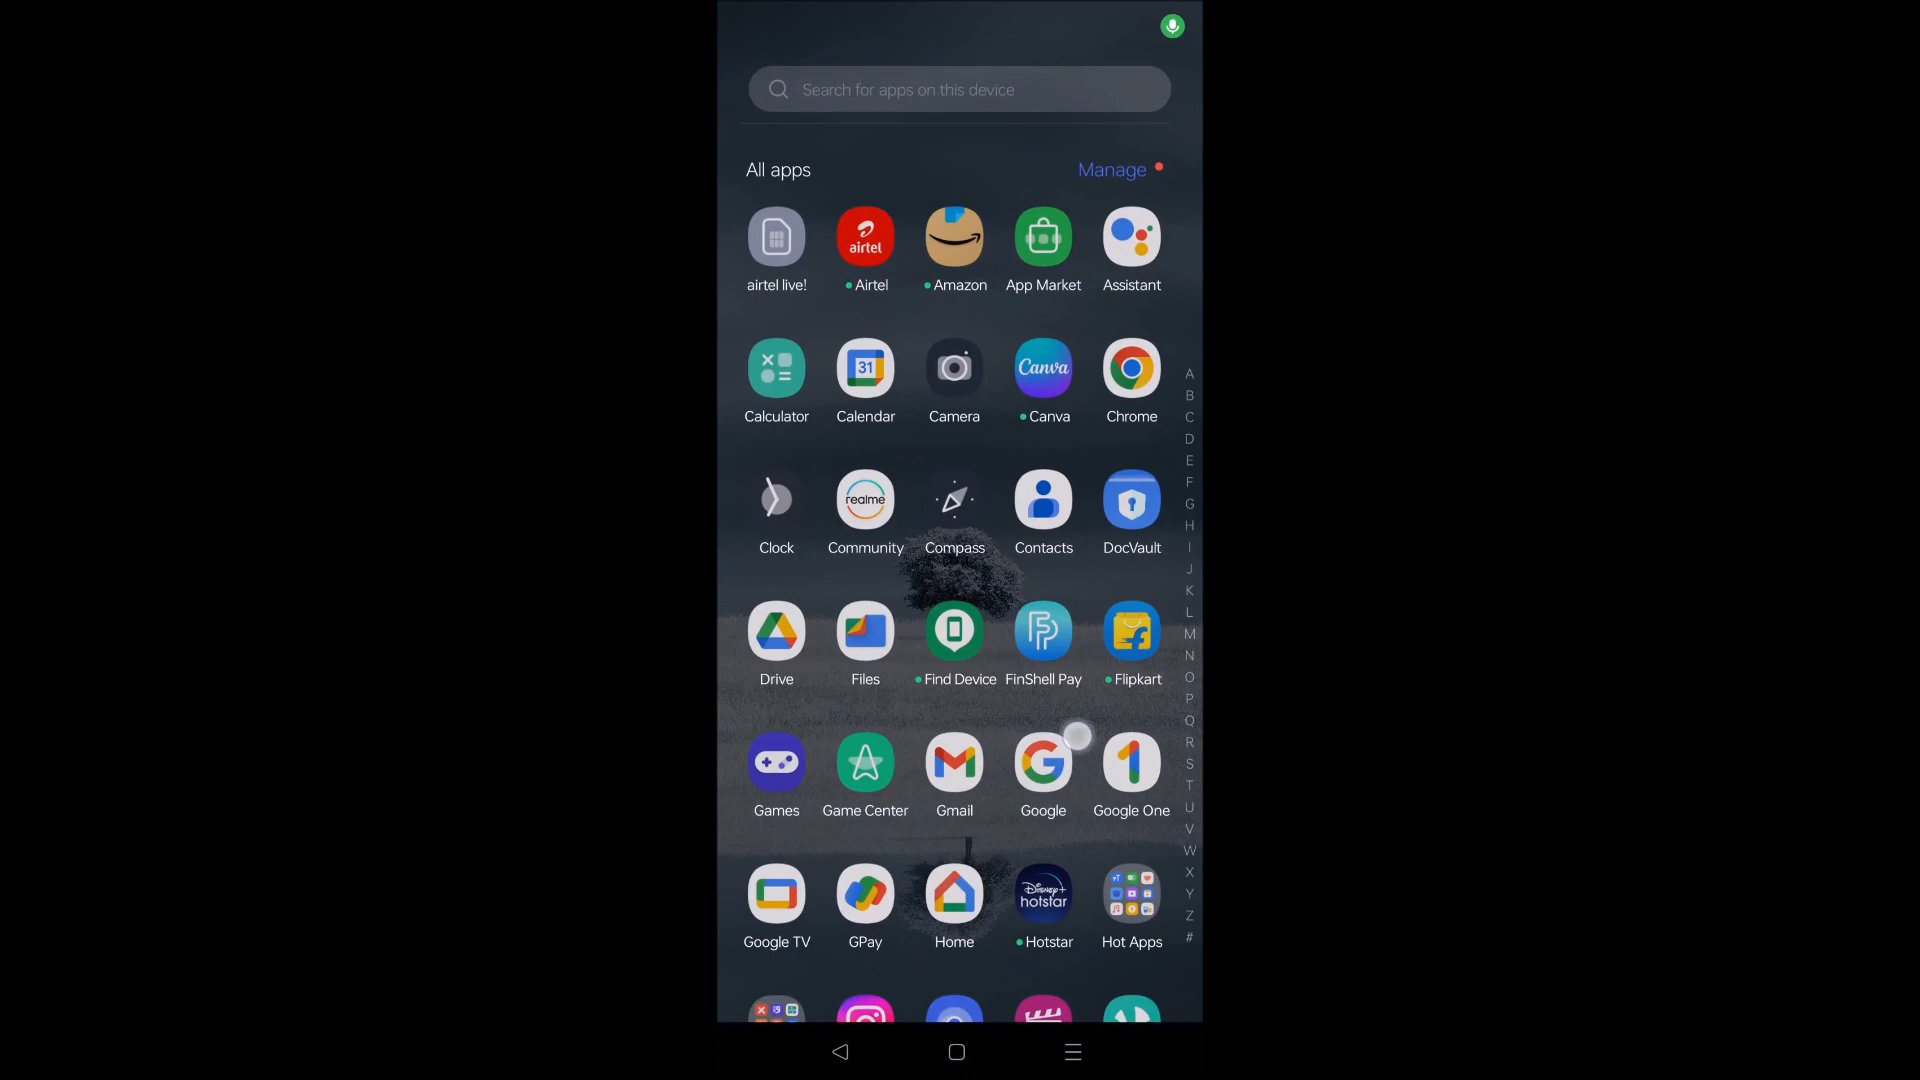 Search for apps on this device
All apps
Manage
airtel
airtel live!
Airtel
Amazon
App Market
Assistant
31
Canva
Calculator
Calendar
Camera
Canva
Chrome
realme
Clock
Community
Compass
Contacts
DocVault
Drive
Files
Find Device
FinShell Pay
Flipkart
Games
Game Center
Gmail
Google
Google One
Disney+
hotstar
Google TV
GPay
Home
Hotstar
Hot Apps
A
B
C
D
E
F
G
H
I
J
K
L
M
N
O
P
Q
R
S
T
U
V
W
X
Y
Z
#